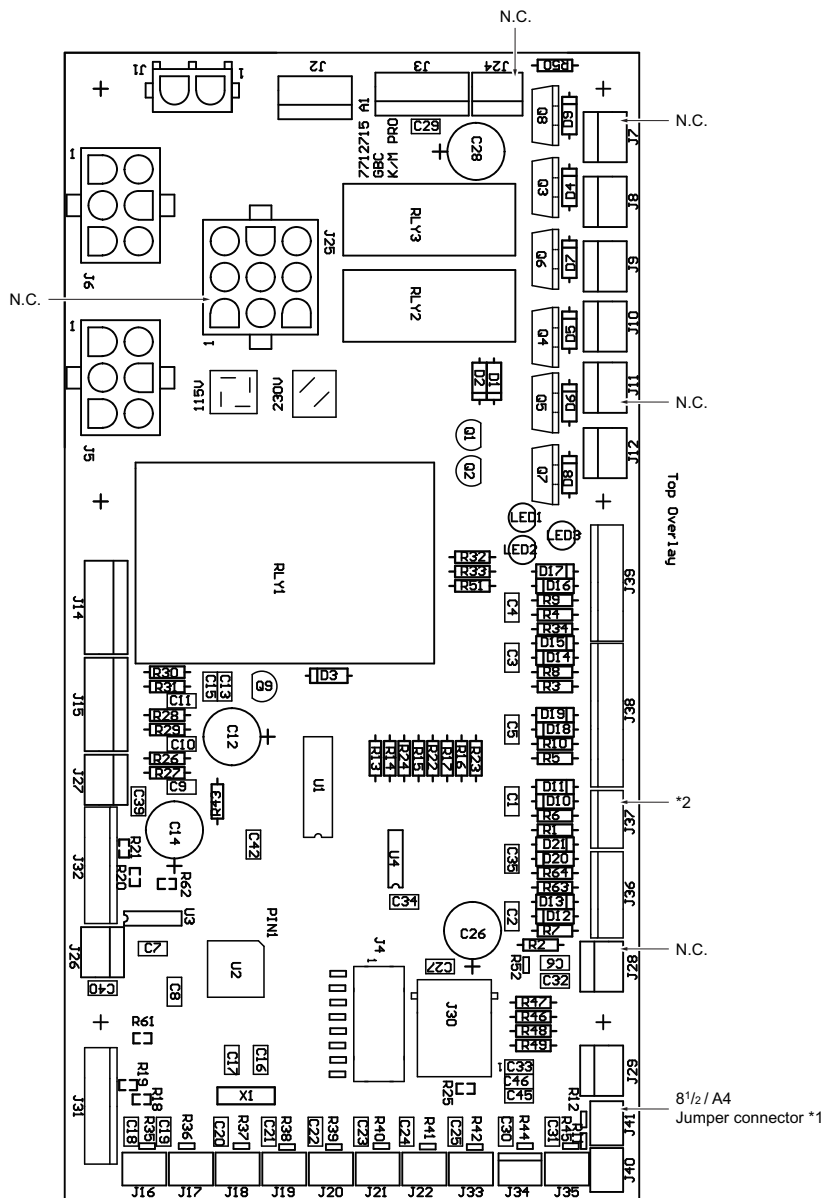 N.C.
J1
1
J2
J3
J24
R50
7712715 A1
GBC
K/M PRO
C29
C28
Q8
D9
J7
N.C.
1
J6
Q3
D4
J8
RLY3
J25
1
Q6
D7
J9
N.C.
RLY2
Q4
D5
J10
1
J5
115V
230V
D2
D1
Q5
D6
J11
N.C.
Q1
Q2
Q7
D8
J12
Top Overlay
LED1
LED2
LED3
RLY1
R32
R33
R51
D17
D16
R9
R4
R34
D15
D14
R8
R3
C4
C3
J39
J14
R30
R31
C15
C13
C11
Q9
D3
J15
R28
R29
C10
C12
R26
R27
C9
J27
C39
R43
C14
U1
R13
R14
R24
R15
R22
R17
R16
R23
D19
D18
R10
R5
C5
J38
D11
D10
R6
R1
C1
J37
*2
J32
R21
R20
R62
C42
U4
C34
D21
D20
R64
R63
C35
J36
D13
D12
R7
C2
U3
PIN1
J26
C7
U2
C8
C40
J4
1
C26
C27
R2
R52
C6
C32
J28
N.C.
J30
R47
R46
R48
R49
R61
C17
C16
X1
J31
R19
R18
R25
1
C33
C46
C45
J29
R12
R11
J41
8 1/2 / A4
Jumper connector *1
C18
R35
C19
R36
C20
R37
C21
R38
C22
R39
C23
R40
C24
R41
C25
R42
C30
R44
C31
R45
J40
J16
J17
J18
J19
J20
J21
J22
J33
J34
J35